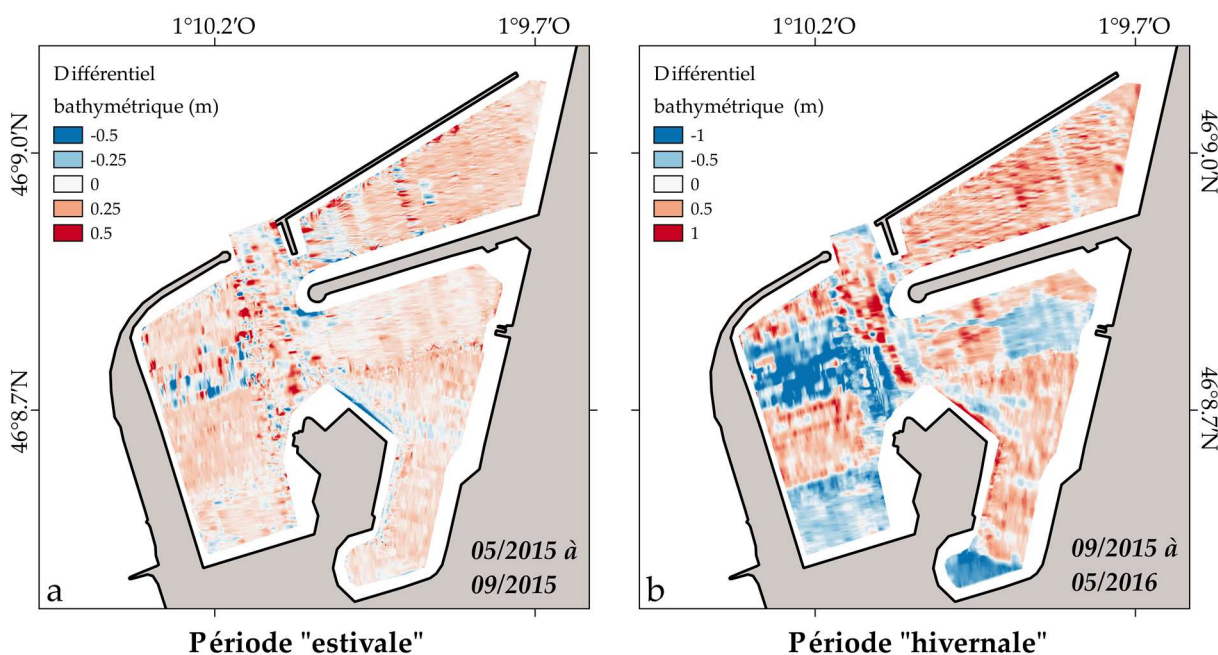 1°10.2'O
1°9.7'O
46°9.0'N
46°8.7'N
Différentiel
bathymétrique (m)
-0.5
-0.25
0
0.25
0.5
a
05/2015 à
09/2015
Période "estivale"
1°10.2'O
1°9.7'O
46°9.0'N
46°8.7'N
Différentiel
bathymétrique (m)
-1
-0.5
0
0.5
1
b
09/2015 à
05/2016
Période "hivernale"